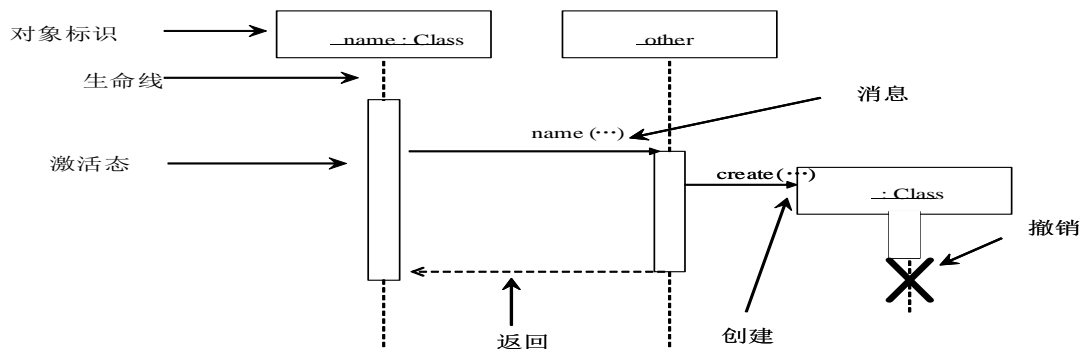 对象标识
name : Class
other
生命线
消息
name (…)
激活态
create(…)
: Class
撤销
返回
创建